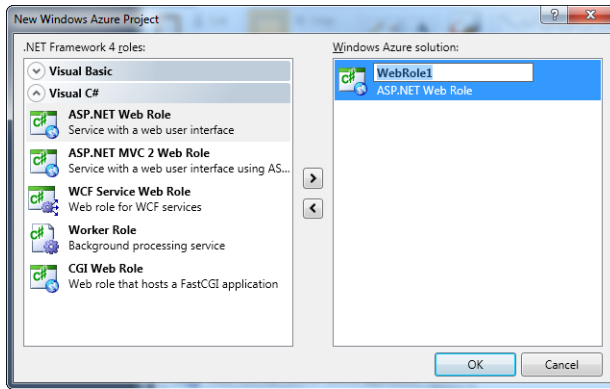 New Windows Azure Project
?
.NET Framework 4 roles:
Visual Basic
Visual C#
ASP.NET Web Role
Service with a web user interface
ASP.NET MVC 2 Web Role
Service with a web user interface using AS...
WCF Service Web Role
Web role for WCF services
Worker Role
Background processing service
CGI Web Role
Web role that hosts a FastCGI application
>
<
Windows Azure solution:
WebRole1
ASP.NET Web Role
OK
Cancel